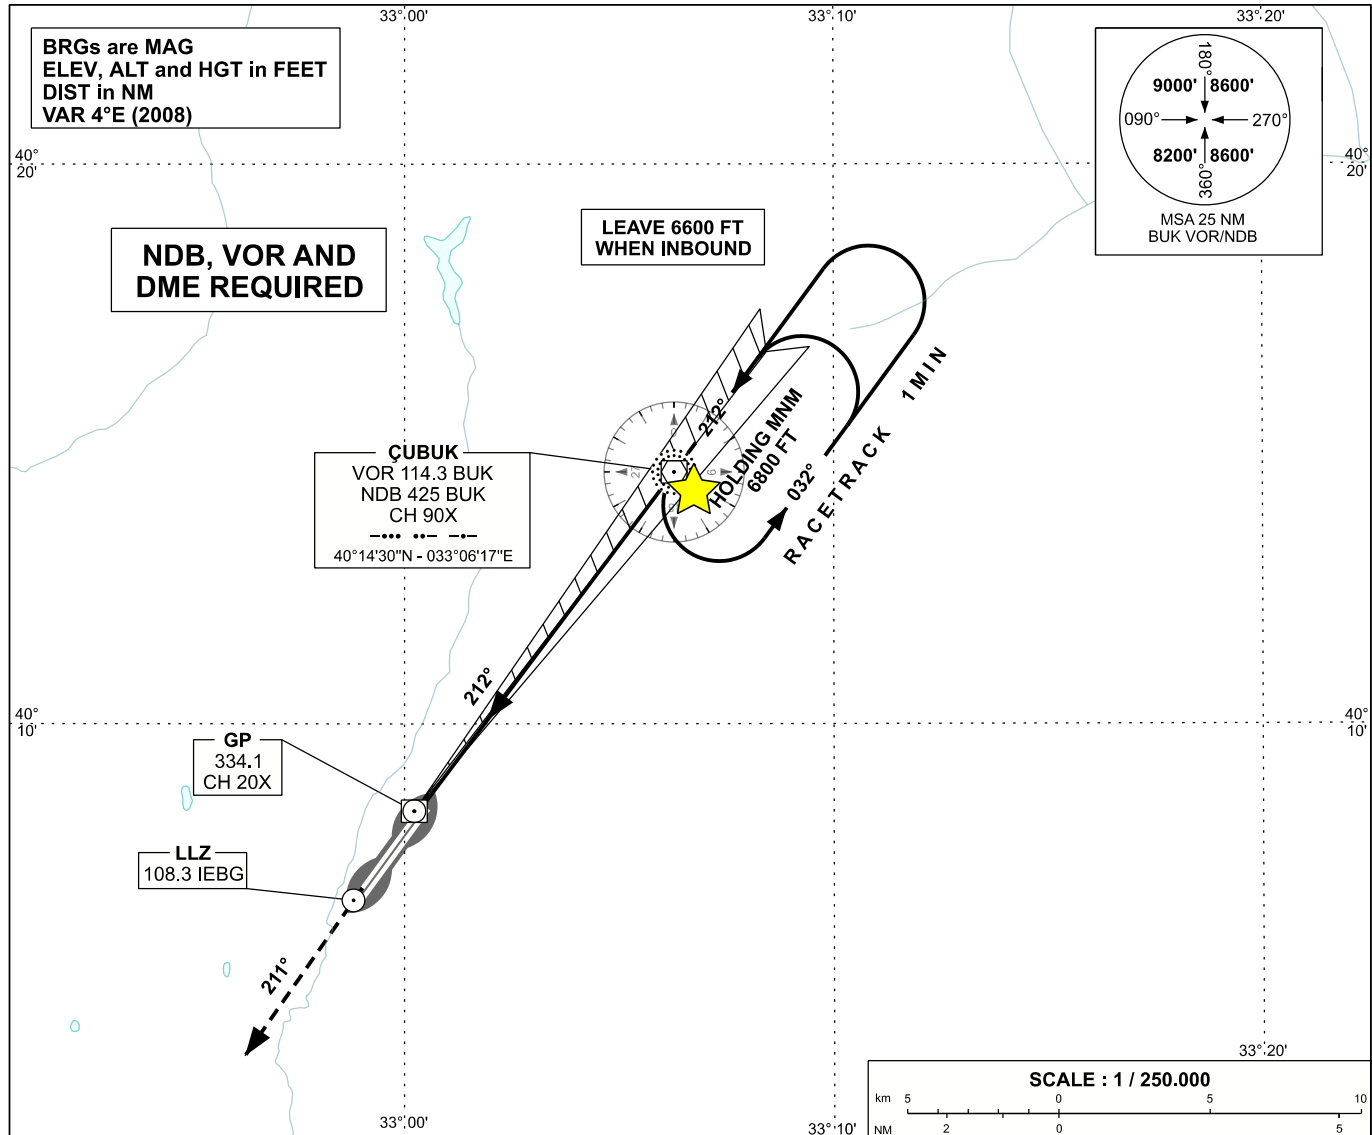 33°00'
33°10'
33°20'
BRGs are MAG
ELEV, ALT and HGT in FEET
DIST in NM
VAR 4°E (2008)
180°
9000' 8600'
090° 270°
8200' 8600'
360°
MSA 25 NM
BUK VOR/NDB
40°
20'
40°
20'
LEAVE 6600 FT
WHEN INBOUND
NDB, VOR AND
DME REQUIRED
212°
HOLDING MNM
6800 FT
032°
RACETRACK 1 MIN
ÇUBUK
VOR 114.3 BUK
NDB 425 BUK
CH 90X
40°14'30"N - 033°06'17"E
212°
40°
10'
40°
10'
GP
334.1
CH 20X
LLZ
108.3 IEBG
211°
33°20'
SCALE : 1 / 250.000
km 5 0 5 10
NM 2 0 5
33°00'
33°10'